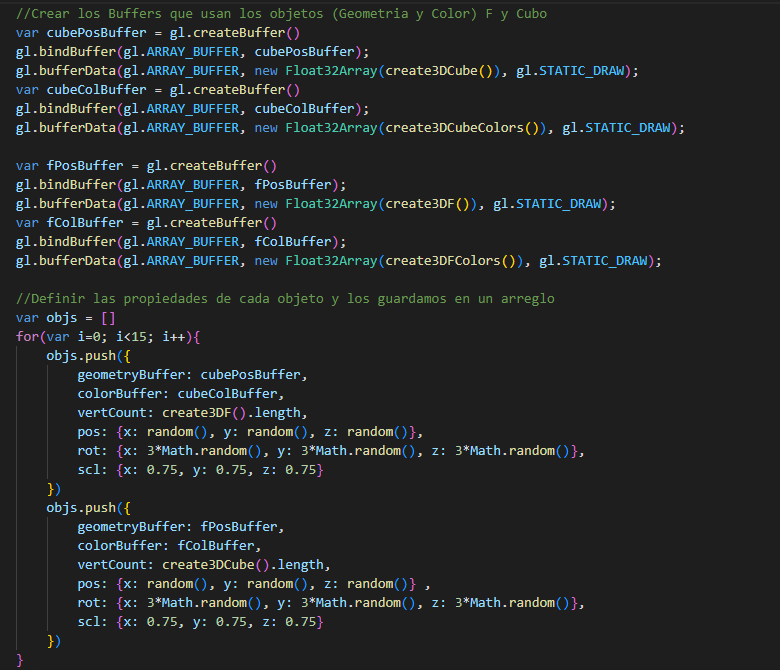 //Crear los Buffers que usan los objetos (Geometria y Color) F y Cubo
var cubePosBuffer = gl.createBuffer()
gl.bindBuffer(gl.ARRAY_BUFFER, cubePosBuffer);
gl.bufferData(gl.ARRAY_BUFFER, new Float32Array(create3DCube()), gl.STATIC_DRAW);
var cubeColBuffer = gl.createBuffer()
gl.bindBuffer(gl.ARRAY_BUFFER, cubeColBuffer);
gl.bufferData(gl.ARRAY_BUFFER, new Float32Array(create3DCubeColors()), gl.STATIC_DRAW);

var fPosBuffer = gl.createBuffer()
gl.bindBuffer(gl.ARRAY_BUFFER, fPosBuffer);
gl.bufferData(gl.ARRAY_BUFFER, new Float32Array(create3DF()), gl.STATIC_DRAW);
var fColBuffer = gl.createBuffer()
gl.bindBuffer(gl.ARRAY_BUFFER, fColBuffer);
gl.bufferData(gl.ARRAY_BUFFER, new Float32Array(create3DFColors()), gl.STATIC_DRAW);

//Definir las propiedades de cada objeto y los guardamos en un arreglo
var objs = []
for(var i=0; i<15; i++){
    objs.push({
        geometryBuffer: cubePosBuffer,
        colorBuffer: cubeColBuffer,
        vertCount: create3DF().length,
        pos: {x: random(), y: random(), z: random()},
        rot: {x: 3*Math.random(), y: 3*Math.random(), z: 3*Math.random()},
        scl: {x: 0.75, y: 0.75, z: 0.75}
    })
    objs.push({
        geometryBuffer: fPosBuffer,
        colorBuffer: fColBuffer,
        vertCount: create3DCube().length,
        pos: {x: random(), y: random(), z: random()} ,
        rot: {x: 3*Math.random(), y: 3*Math.random(), z: 3*Math.random()},
        scl: {x: 0.75, y: 0.75, z: 0.75}
    })
}